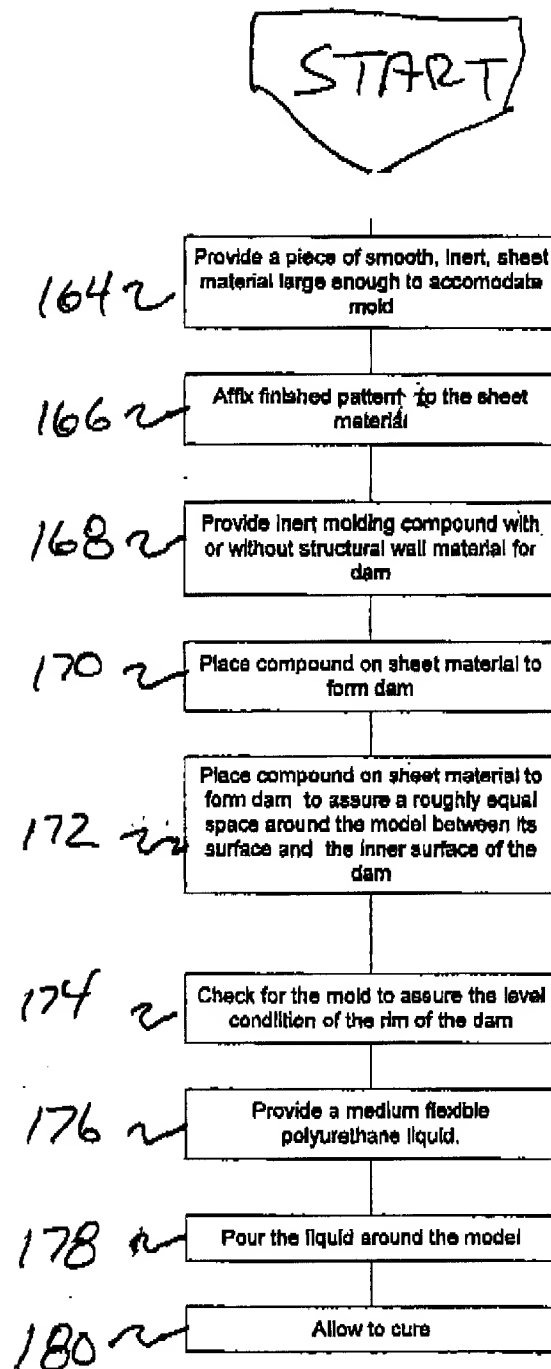 START
164 Provide a piece of smooth, inert, sheet
material large enough to accomodate
mold
166 Affix finished pattent to the sheet
material
168 Provide inert molding compound with
or without structural wall material for
dam
170 Place compound on sheet material to
form dam
172 Place compound on sheet material to
form dam to assure a roughly equal
space around the model between its
surface and the inner surface of the
dam
174 Check for the mold to assure the level
condition of the rim of the dam
176 Provide a medium flexible
polyurethane liquid.
178 Pour the liquid around the model
180 Allow to cure